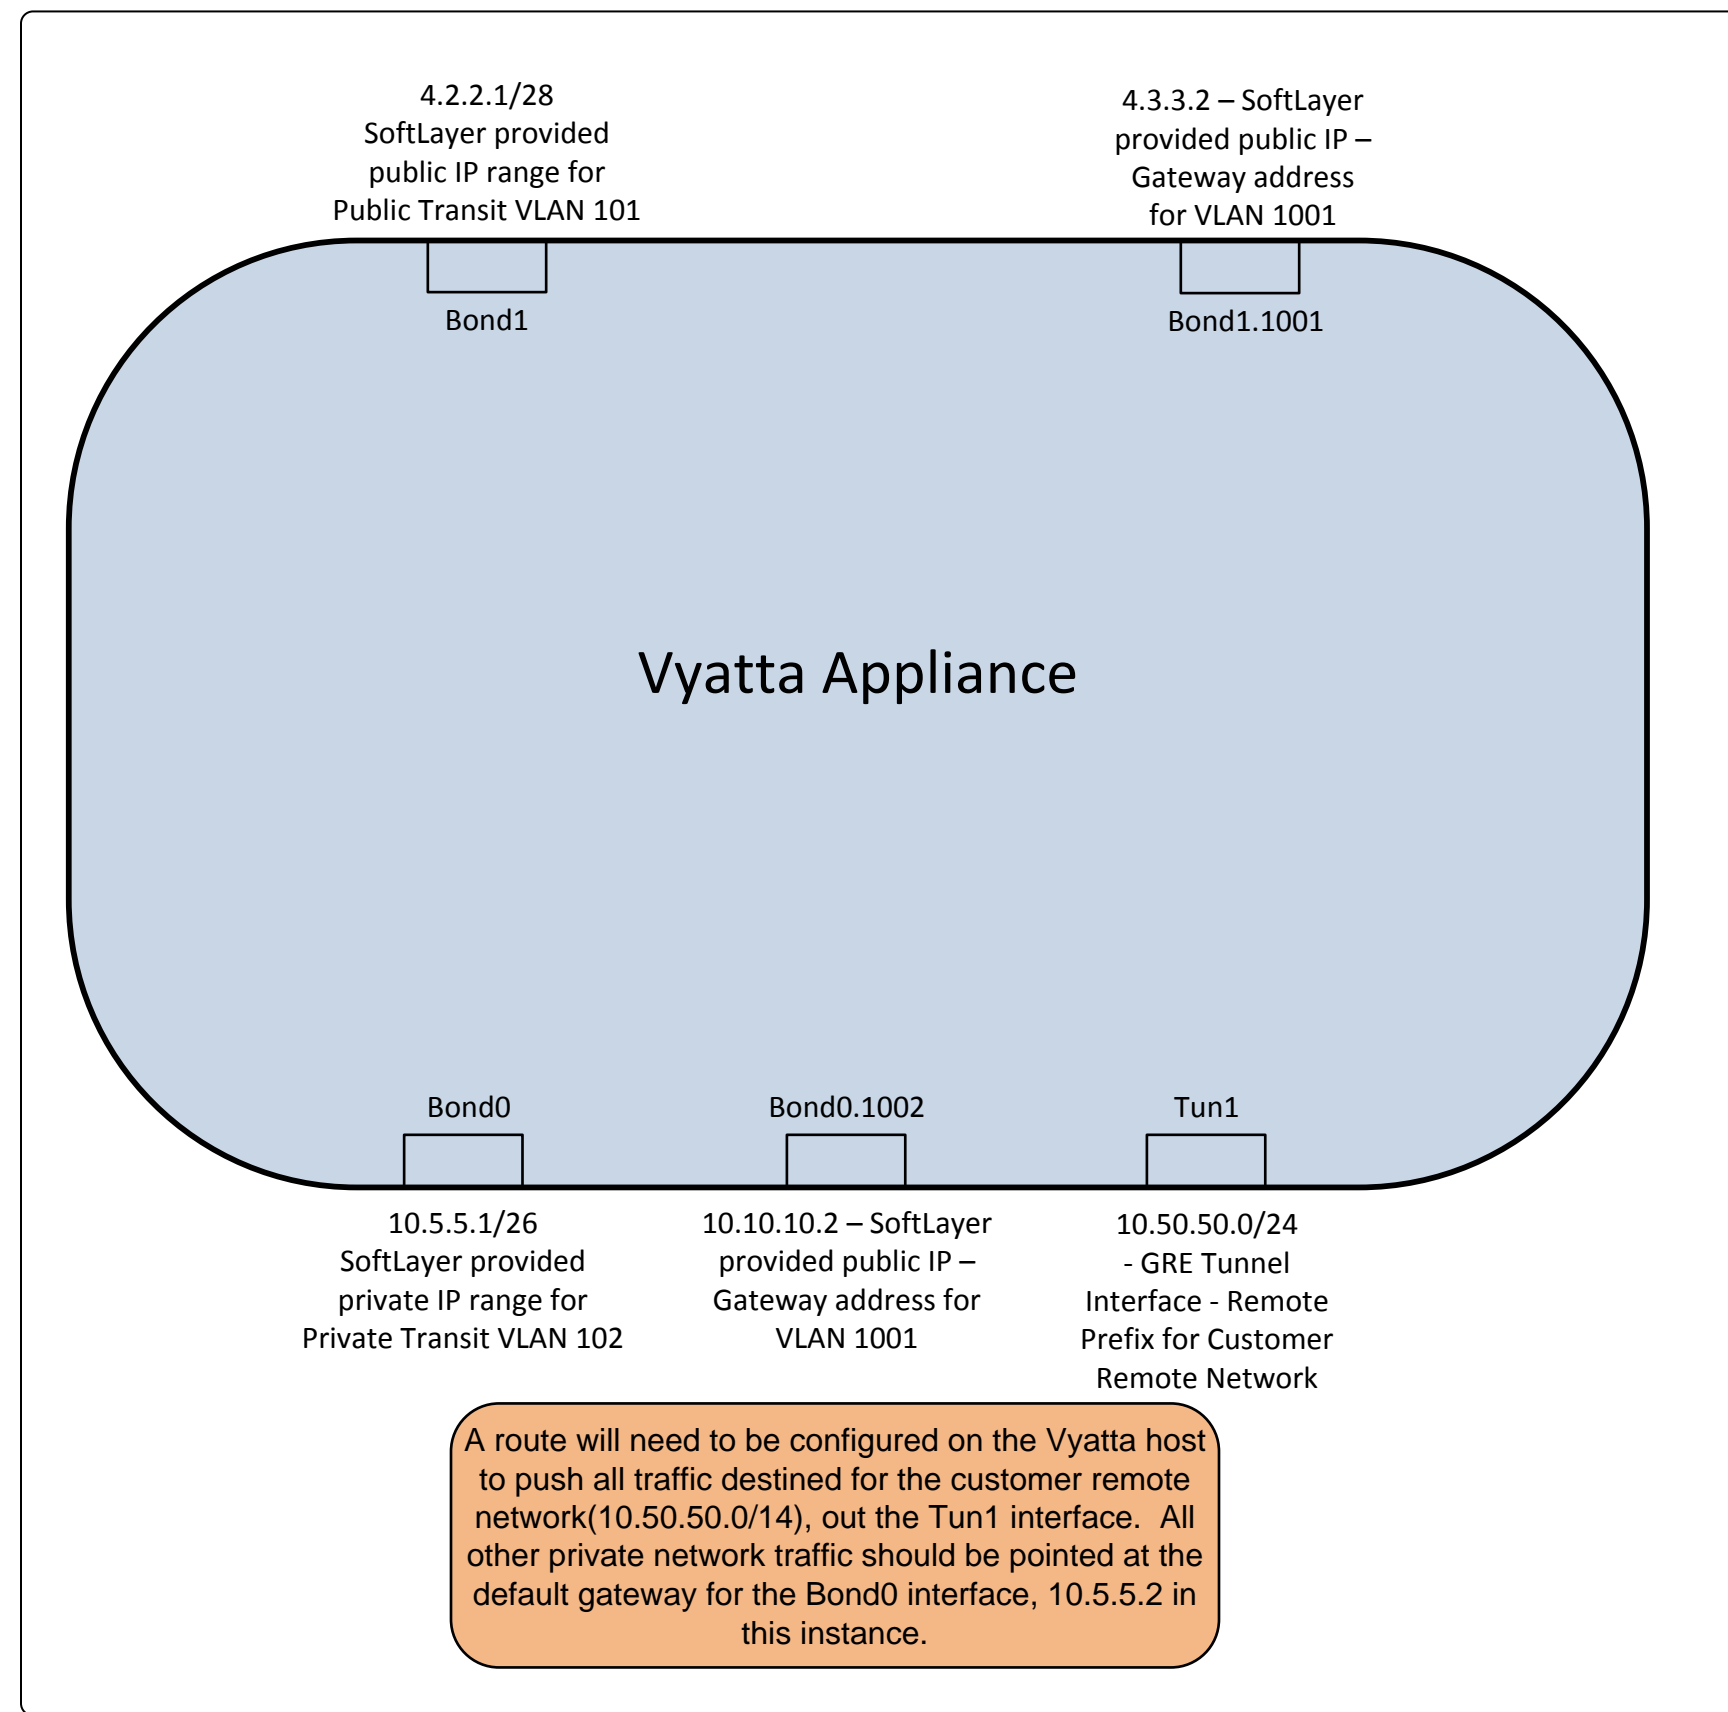 4.2.2.1/28
SoftLayer provided
public IP range for
Public Transit VLAN 101
4.3.3.2 – SoftLayer
provided public IP –
Gateway address
for VLAN 1001
Bond1
Bond1.1001
Vyatta Appliance
Bond0
Bond0.1002
Tun1
10.5.5.1/26
SoftLayer provided
private IP range for
Private Transit VLAN 102
10.10.10.2 – SoftLayer
provided public IP –
Gateway address for
VLAN 1001
10.50.50.0/24
- GRE Tunnel
Interface - Remote
Prefix for Customer
Remote Network
A route will need to be configured on the Vyatta host
to push all traffic destined for the customer remote
network(10.50.50.0/14), out the Tun1 interface.  All
other private network traffic should be pointed at the
default gateway for the Bond0 interface, 10.5.5.2 in
this instance.